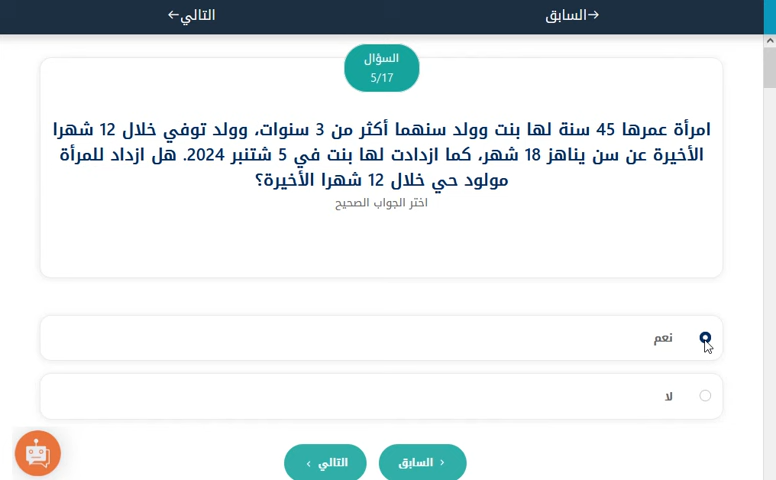 →السابق
التالي←
السؤال
5/17
امرأة عمرها 45 سنة لها بنت وولد سنهما أكثر من 3 سنوات، وولد توفي خلال 12 شهرا
الأخيرة عن سن يناهز 18 شهر، كما ازدادت لها بنت في 5 شتنبر 2024. هل ازداد للمرأة
مولود حي خلال 12 شهرا الأخيرة؟
اختر الجواب الصحيح
نعم
لا
‹ السابق
التالي ›